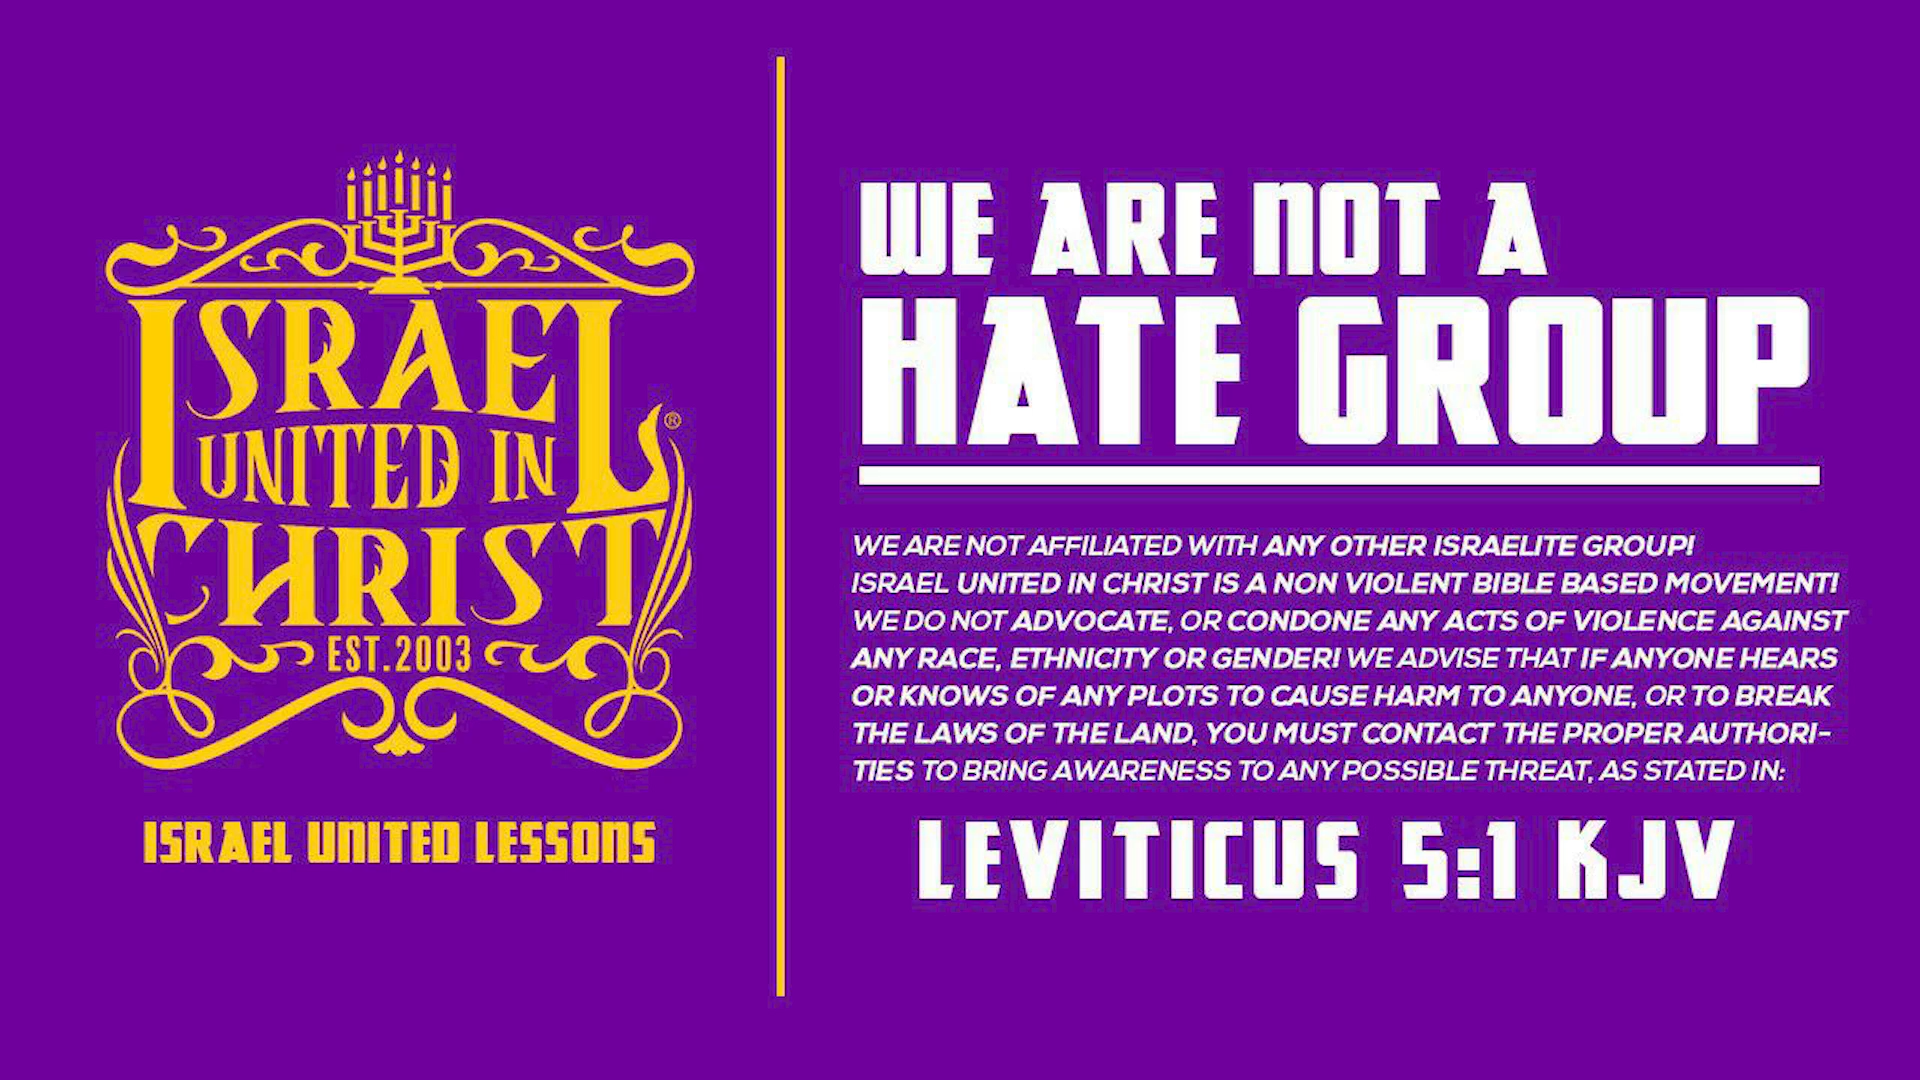 ISRAEL
UNITED IN
CHRIST
®
EST.2003
ISRAEL UNITED LESSONS
WE ARE NOT A
HATE GROUP
WE ARE NOT AFFILIATED WITH ANY OTHER ISRAELITE GROUP!
ISRAEL UNITED IN CHRIST IS A NON VIOLENT BIBLE BASED MOVEMENT!
WE DO NOT ADVOCATE, OR CONDONE ANY ACTS OF VIOLENCE AGAINST
ANY RACE, ETHNICITY OR GENDER! WE ADVISE THAT IF ANYONE HEARS
OR KNOWS OF ANY PLOTS TO CAUSE HARM TO ANYONE, OR TO BREAK
THE LAWS OF THE LAND, YOU MUST CONTACT THE PROPER AUTHORI-
TIES TO BRING AWARENESS TO ANY POSSIBLE THREAT, AS STATED IN:
LEVITICUS 5:1 KJV